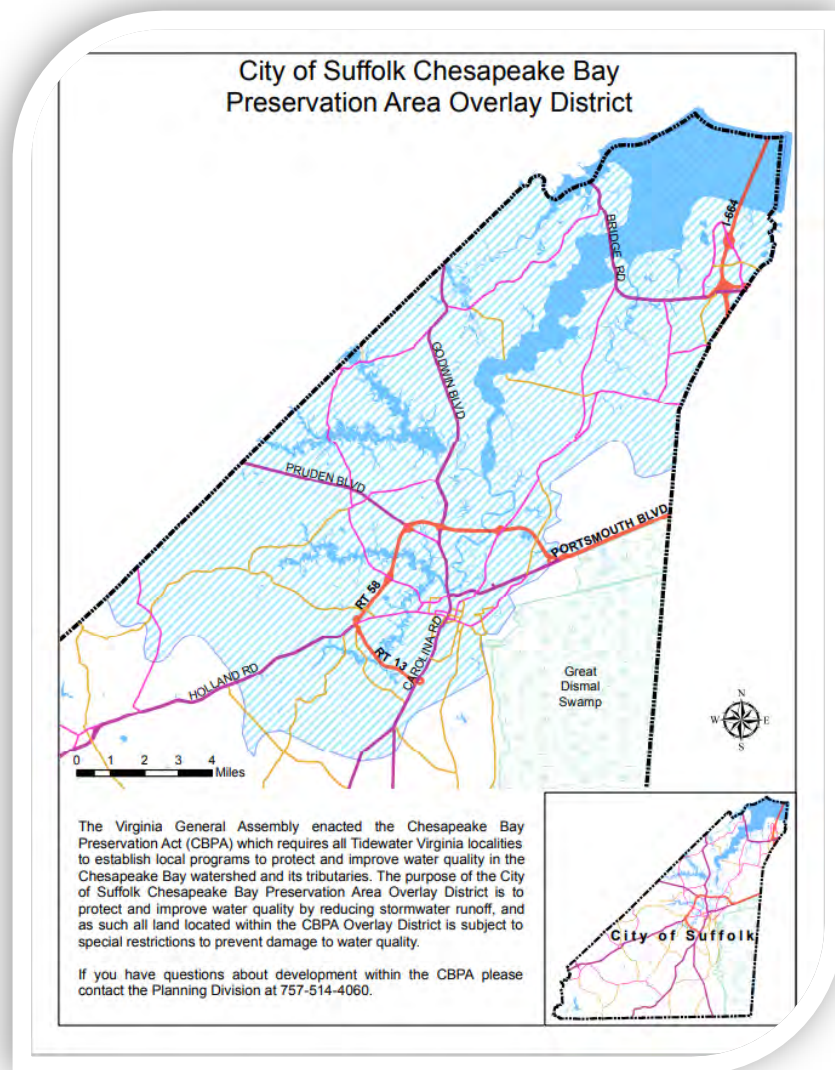 City of Suffolk Chesapeake Bay
Preservation Area Overlay District
I-664
BRIDGE RD
GODWIN BLVD
PRUDEN BLVD
PORTSMOUTH BLVD
RT 58
CAROLINA RD
RT 13
HOLLAND RD
Great
Dismal
Swamp
N
W E
S
0 1 2 3 4
Miles
The Virginia General Assembly enacted the Chesapeake Bay
Preservation Act (CBPA) which requires all Tidewater Virginia localities
to establish local programs to protect and improve water quality in the
Chesapeake Bay watershed and its tributaries. The purpose of the City
of Suffolk Chesapeake Bay Preservation Area Overlay District is to
protect and improve water quality by reducing stormwater runoff, and
as such all land located within the CBPA Overlay District is subject to
special restrictions to prevent damage to water quality.
If you have questions about development within the CBPA please
contact the Planning Division at 757-514-4060.
City of Suffolk